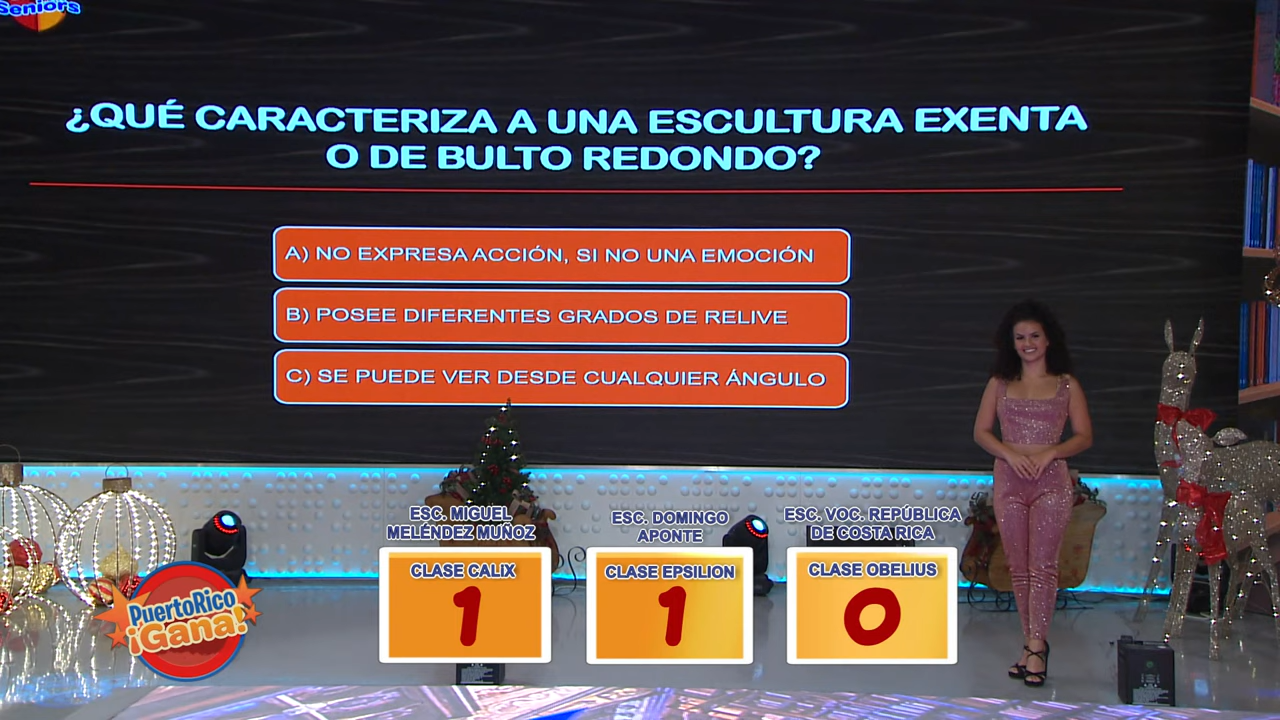 Seniors
¿QUÉ CARACTERIZA A UNA ESCULTURA EXENTA
O DE BULTO REDONDO?
A) NO EXPRESA ACCIÓN, SI NO UNA EMOCIÓN
B) POSEE DIFERENTES GRADOS DE RELIVE
C) SE PUEDE VER DESDE CUALQUIER ÁNGULO
ESC. MIGUEL
MELÉNDEZ MUÑOZ
CLASE CALiX
1
ESC. DOMINGO
APONTE
CLASE EPSILION
1
ESC. VOC. REPÚBLICA
DE COSTA RICA
CLASE OBELIUS
0
PuertoRico
¡Gana!